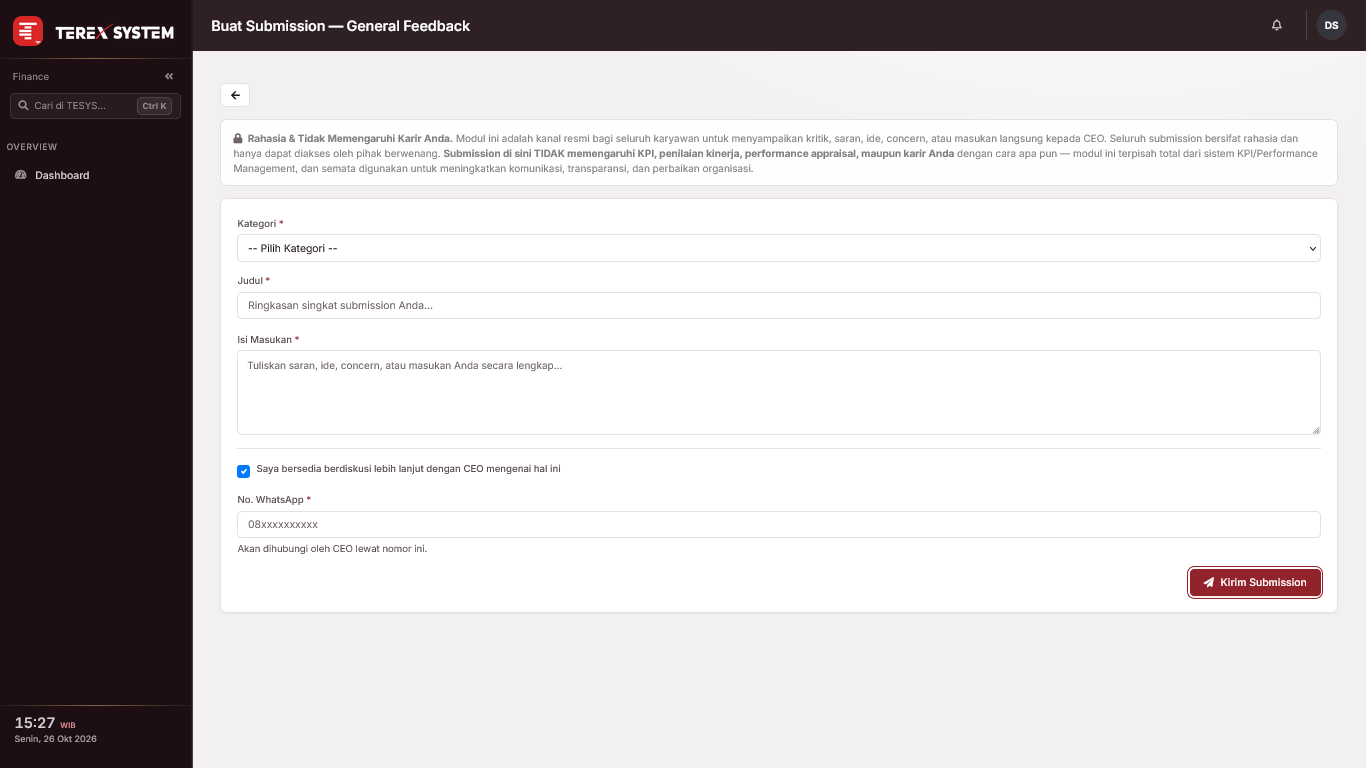 TEREX SYSTEM
Buat Submission — General Feedback
DS
Finance
Cari di TESYS...
Ctrl K
OVERVIEW
Dashboard
Rahasia & Tidak Memengaruhi Karir Anda. Modul ini adalah kanal resmi bagi seluruh karyawan untuk menyampaikan kritik, saran, ide, concern, atau masukan langsung kepada CEO. Seluruh submission bersifat rahasia dan
hanya dapat diakses oleh pihak berwenang. Submission di sini TIDAK memengaruhi KPI, penilaian kinerja, performance appraisal, maupun karir Anda dengan cara apa pun — modul ini terpisah total dari sistem KPI/Performance
Management, dan semata digunakan untuk meningkatkan komunikasi, transparansi, dan perbaikan organisasi.
Kategori *
-- Pilih Kategori --
Judul *
Ringkasan singkat submission Anda...
Isi Masukan *
Tuliskan saran, ide, concern, atau masukan Anda secara lengkap...
Saya bersedia berdiskusi lebih lanjut dengan CEO mengenai hal ini
No. WhatsApp *
08xxxxxxxxxx
Akan dihubungi oleh CEO lewat nomor ini.
Kirim Submission
15:27 WIB
Senin, 26 Okt 2026